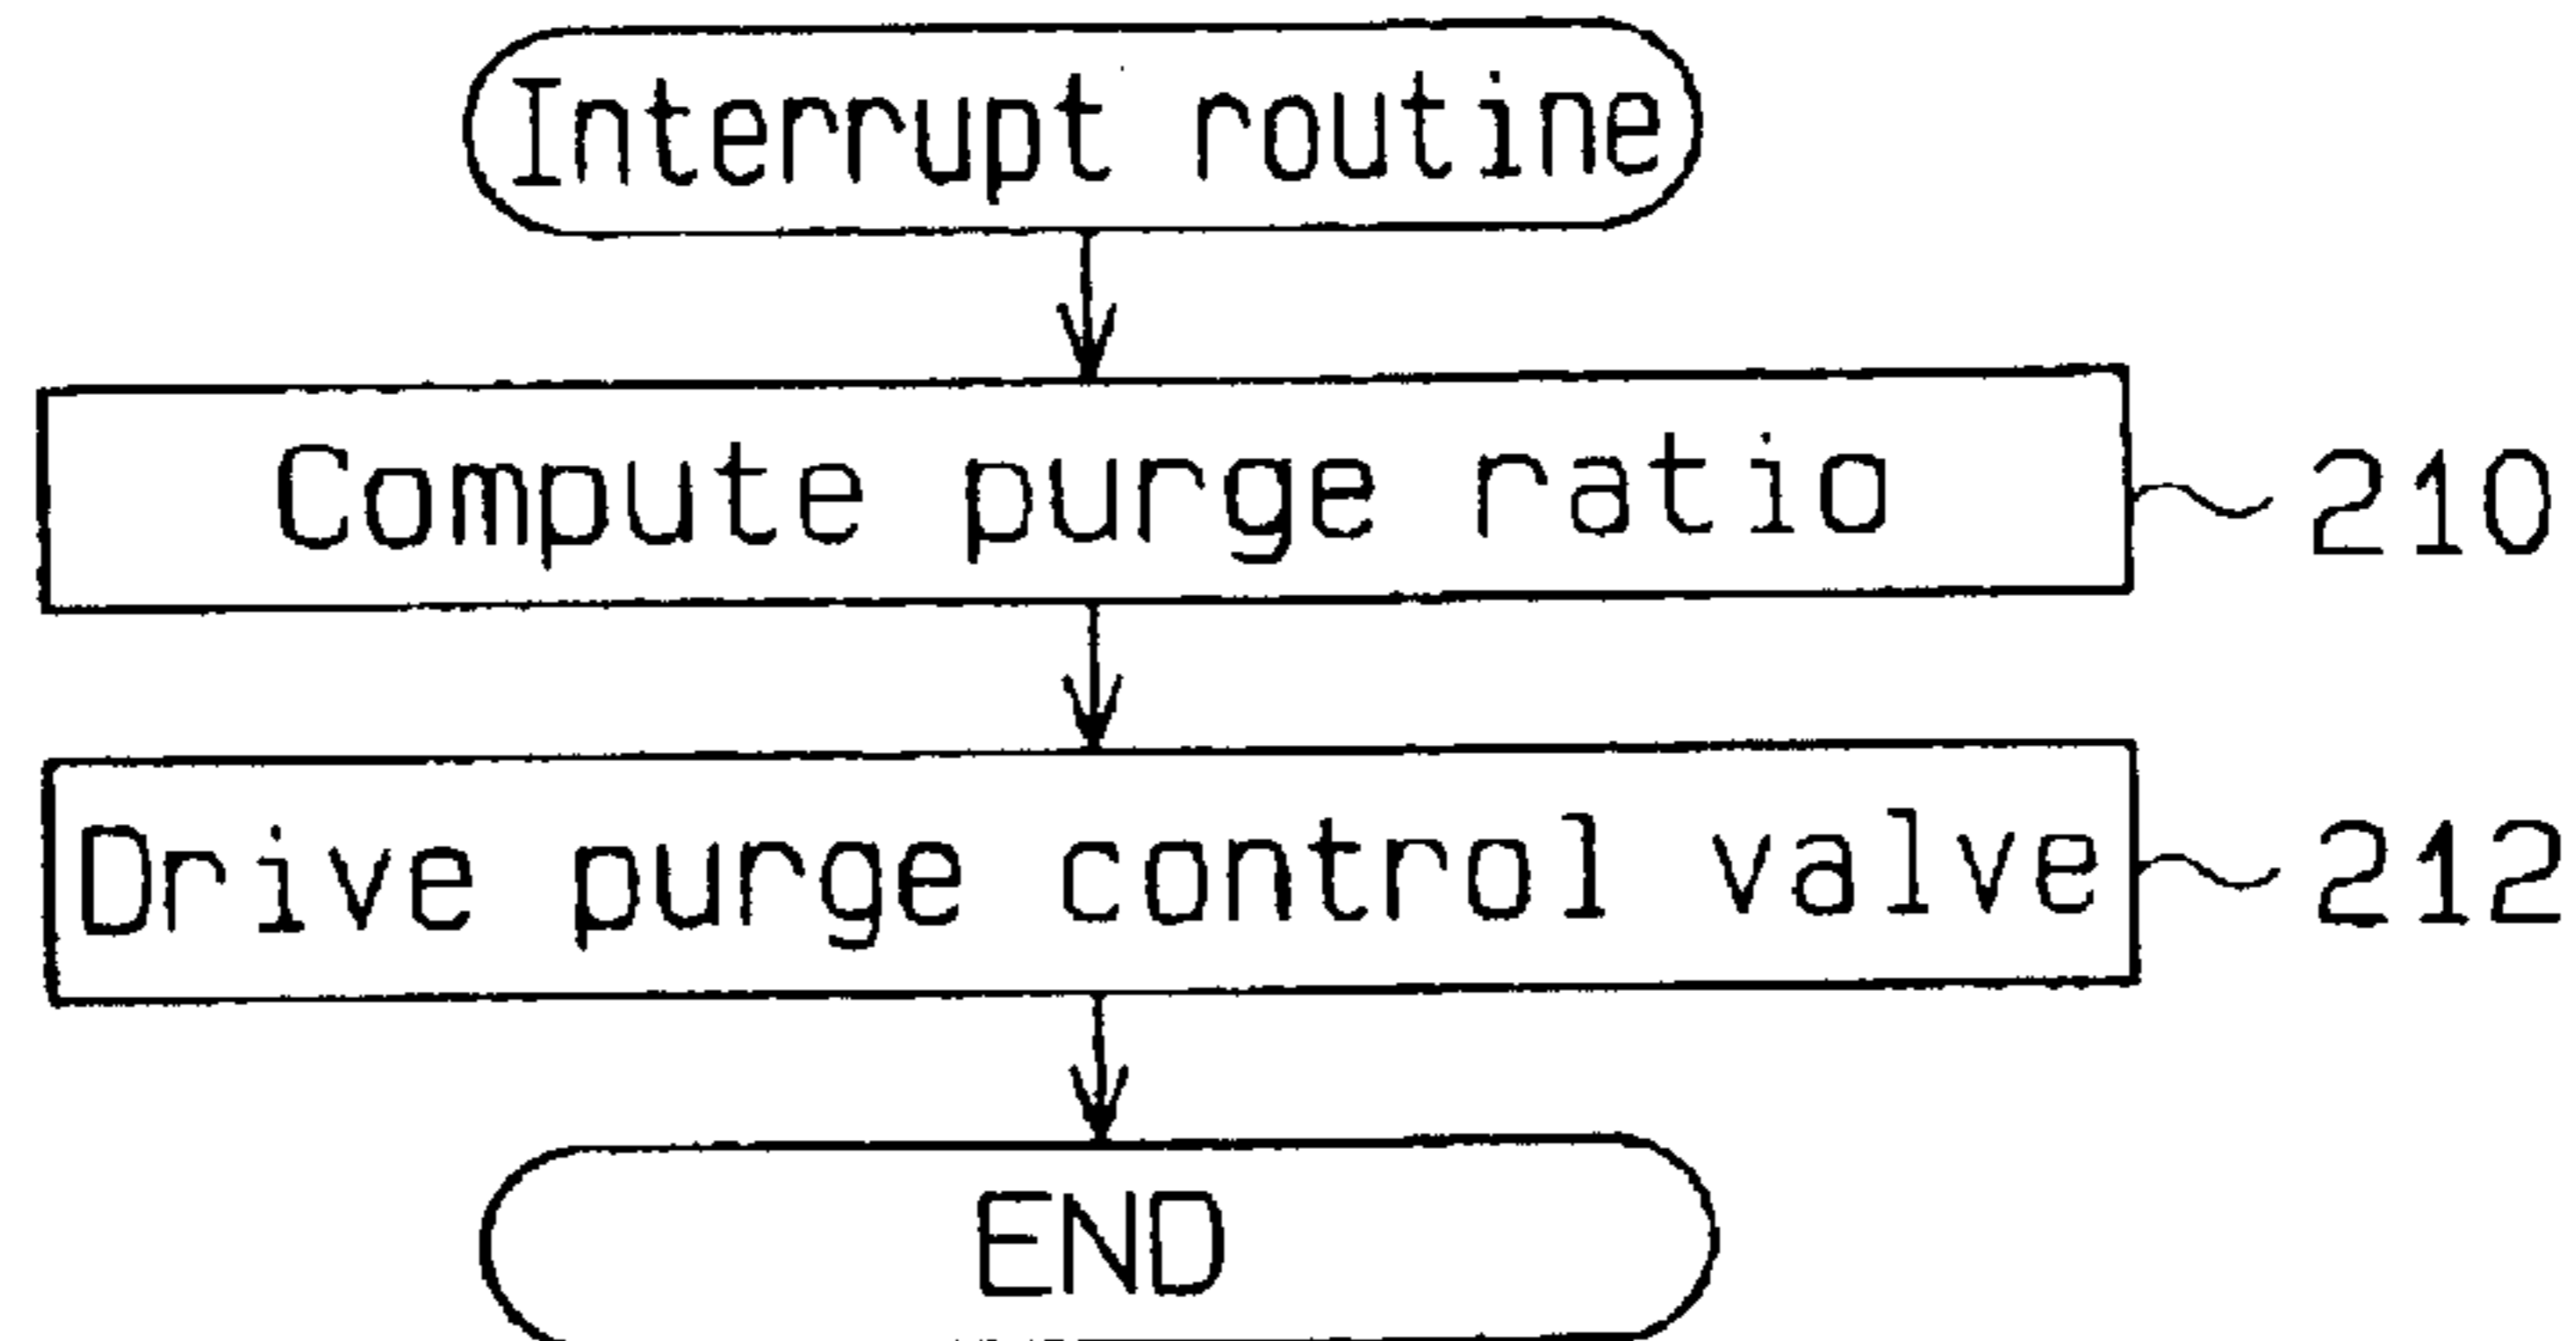 Interrupt routine
Compute purge ratio 210
Drive purge control valve 212
END